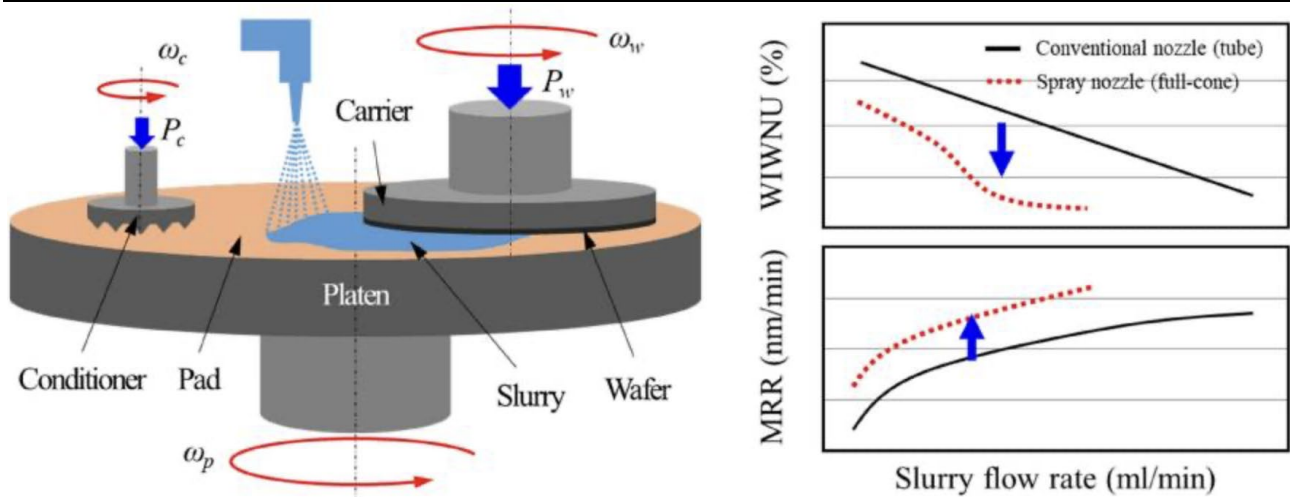 ωc
Pc
ωw
Pw
Carrier
Platen
Conditioner
Pad
Slurry
Wafer
ωp
WIWNU (%)
Conventional nozzle (tube)
Spray nozzle (full-cone)
MRR (nm/min)
Slurry flow rate (ml/min)